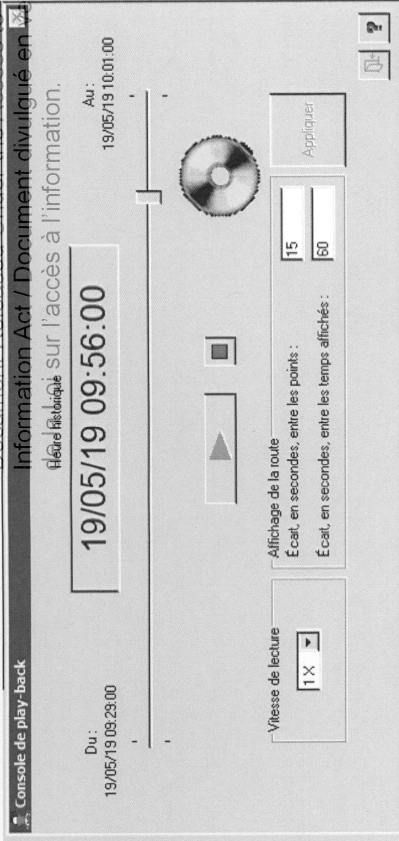 Information Act / Document divulgué en
de la Loi sur l'accès à l'information.
Console de play-back
Heure historique
Du :
19/05/19 09:29:00
19/05/19 09:56:00
Au :
19/05/19 10:01:00
Vitesse de lecture
1X
Affichage de la route
Écart, en secondes, entre les points :
15
Écart, en secondes, entre les temps affichés :
60
Appliquer
?